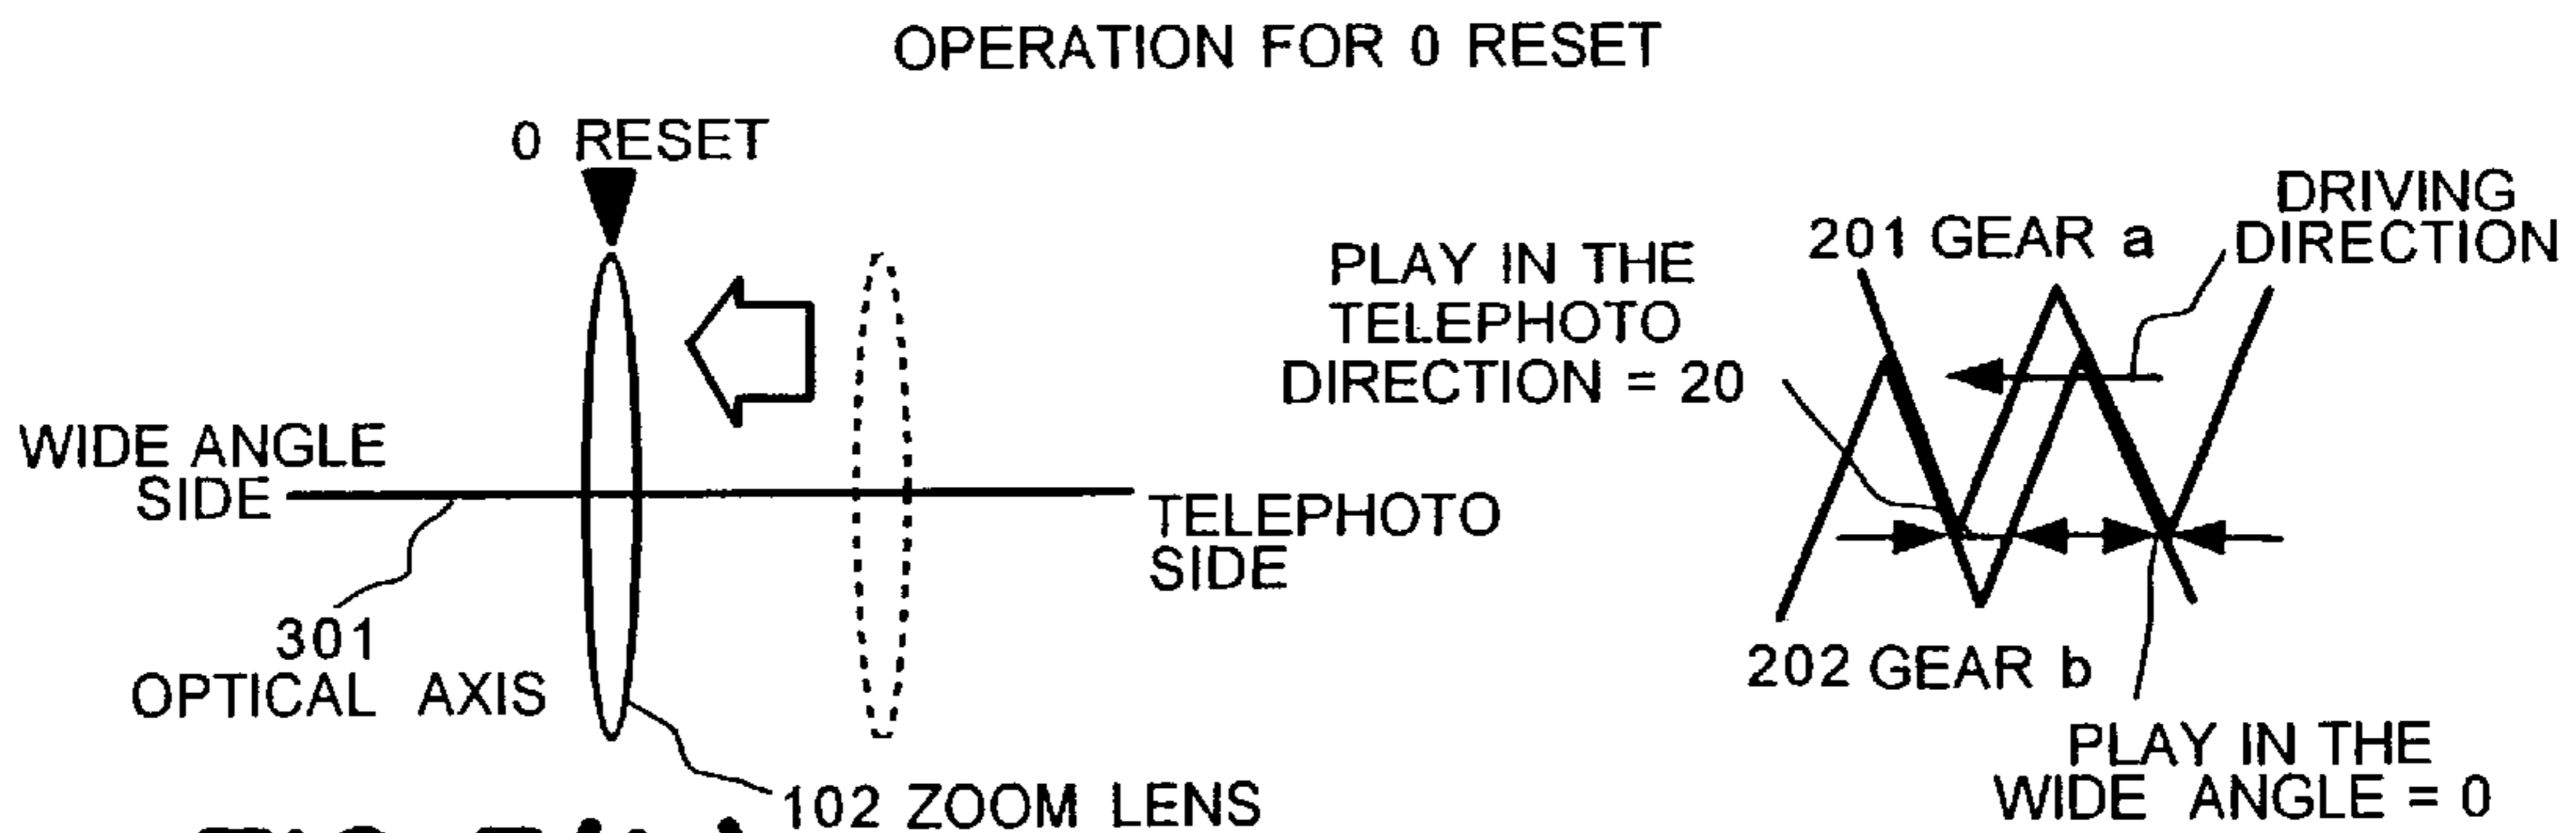 OPERATION FOR 0 RESET
0 RESET
WIDE ANGLE
SIDE
301
OPTICAL AXIS
TELEPHOTO
SIDE
102 ZOOM LENS
PLAY IN THE
TELEPHOTO
DIRECTION = 20
201 GEAR a
DRIVING
DIRECTION
202 GEAR b
PLAY IN THE
WIDE ANGLE = 0